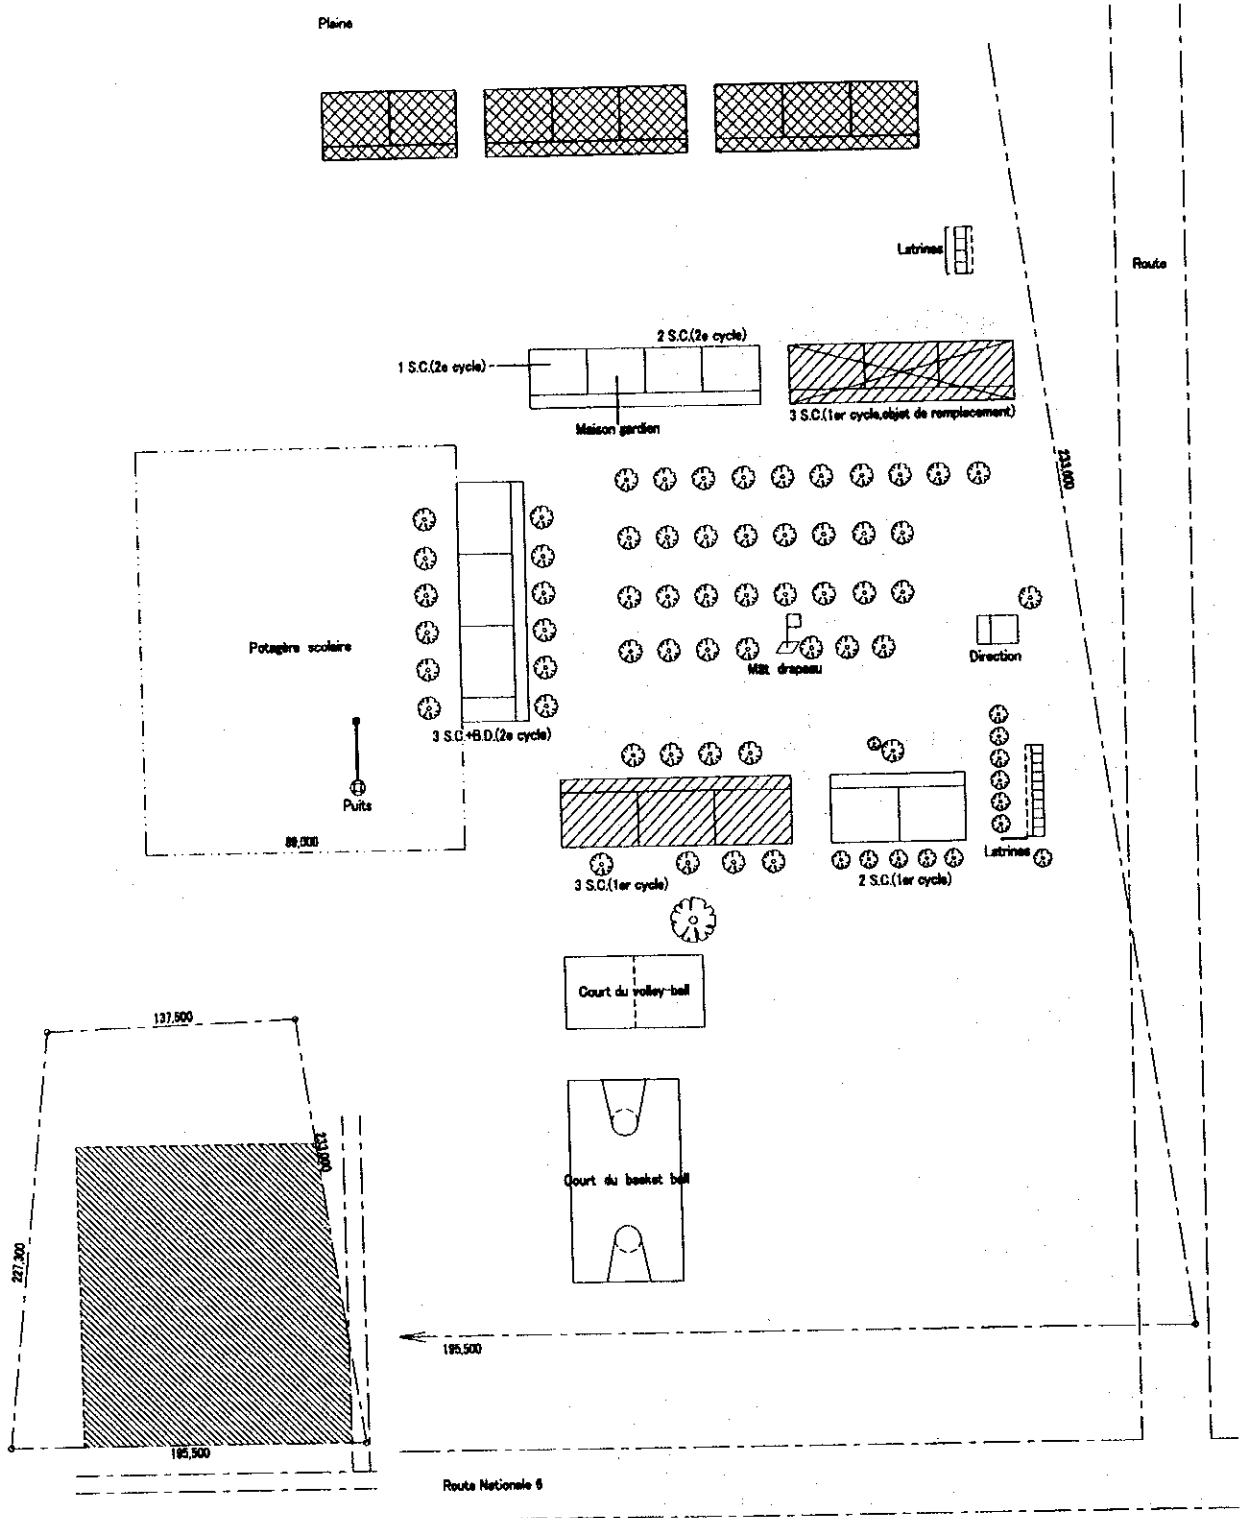 Plaine
Latrines
Route
2 S.C.(2e cycle)
1 S.C.(2e cycle)
Maison gardien
3 S.C.(1er cycle,objet de remplacement)
233,000
Potagère scolaire
Mât drapeau
Direction
3 S.C.+B.D.(2e cycle)
Puits
89,000
Latrines
3 S.C.(1er cycle)
2 S.C.(1er cycle)
Court du volley-ball
137,500
233,000
Court du basket ball
227,300
195,500
195,500
Route Nationale 6